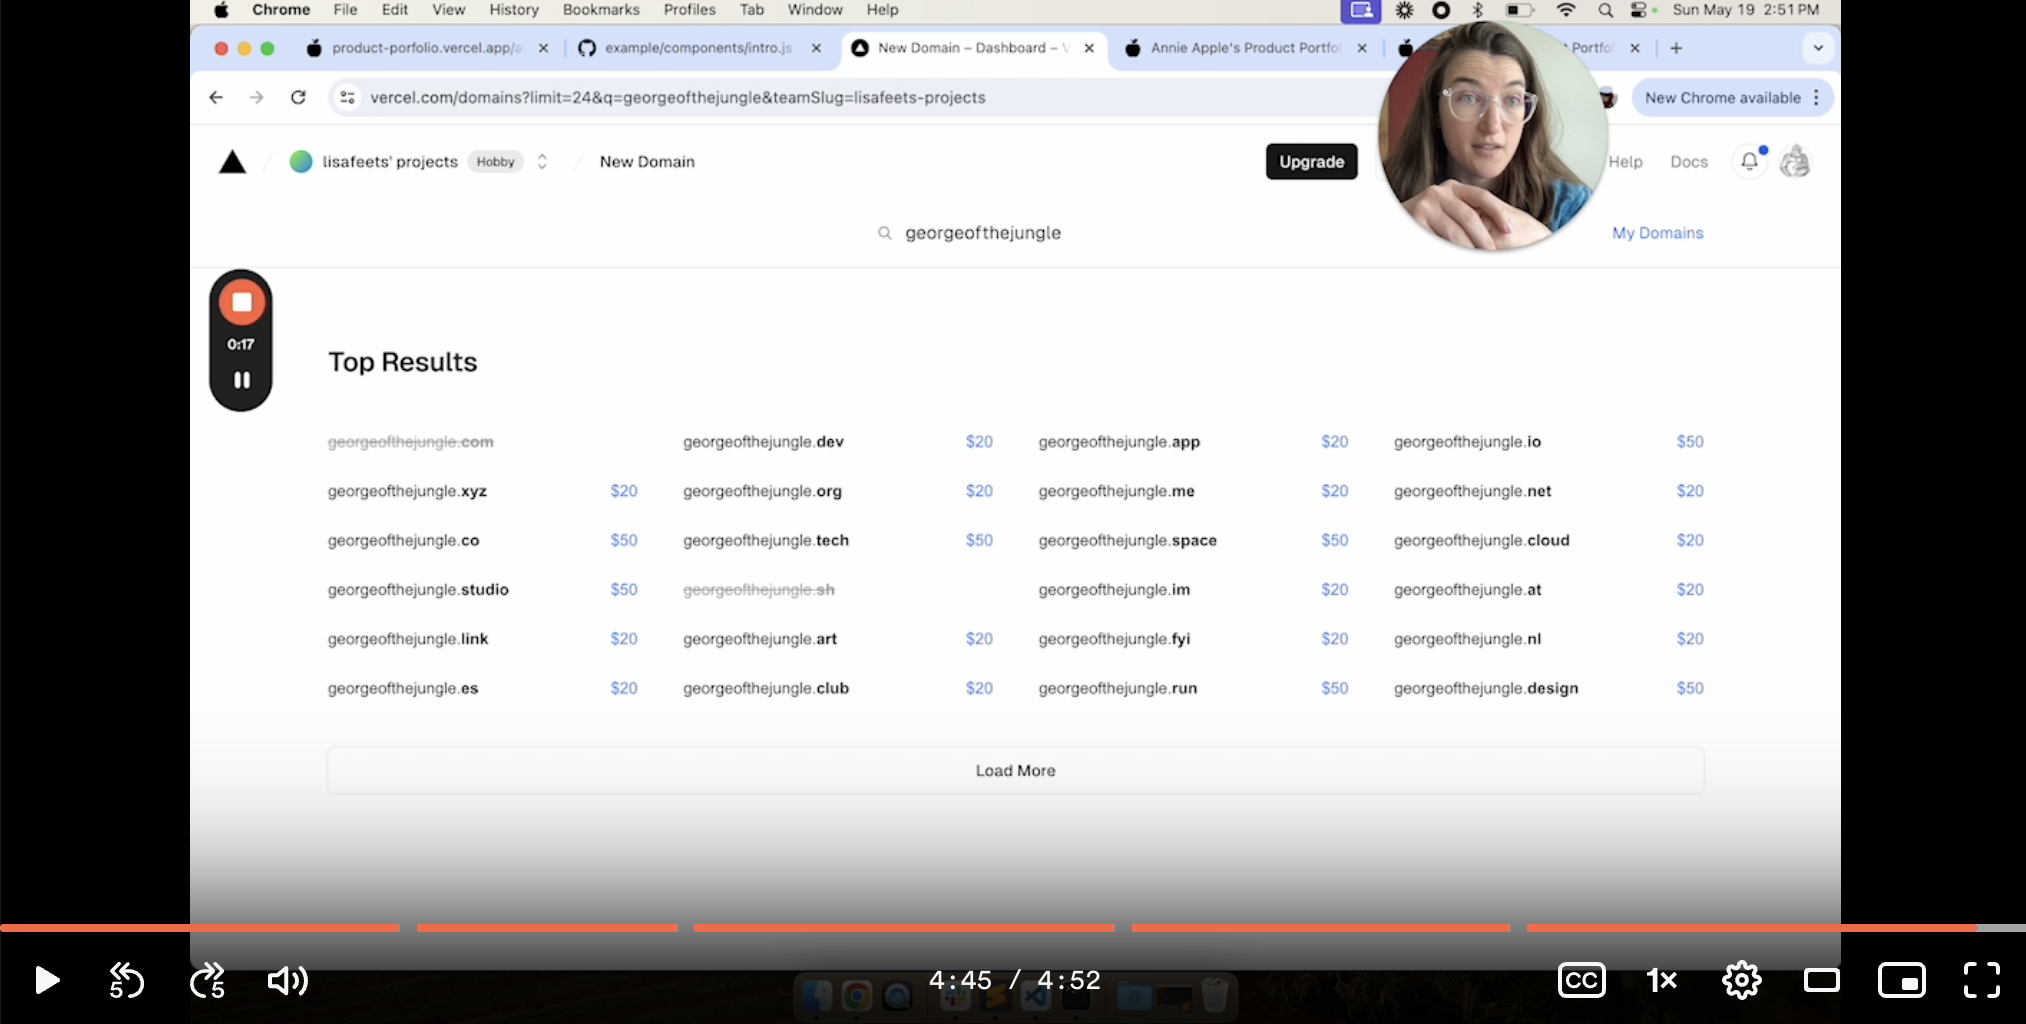 Chrome File Edit View History Bookmarks Profiles Tab Window Help Sun May 19 2:51 PM
product-porfolio.vercel.app/a example/components/intro.js New Domain – Dashboard – V Annie Apple's Product Portfo Portfol
vercel.com/domains?limit=24&q=georgeofthejungle&teamSlug=lisafeets-projects New Chrome available
lisafeets' projects Hobby New Domain Upgrade Help Docs
georgeofthejungle My Domains
0:17
Top Results
georgeofthejungle.com georgeofthejungle.dev $20 georgeofthejungle.app $20 georgeofthejungle.io $50
georgeofthejungle.xyz $20 georgeofthejungle.org $20 georgeofthejungle.me $20 georgeofthejungle.net $20
georgeofthejungle.co $50 georgeofthejungle.tech $50 georgeofthejungle.space $50 georgeofthejungle.cloud $20
georgeofthejungle.studio $50 georgeofthejungle.sh georgeofthejungle.im $20 georgeofthejungle.at $20
georgeofthejungle.link $20 georgeofthejungle.art $20 georgeofthejungle.fyi $20 georgeofthejungle.nl $20
georgeofthejungle.es $20 georgeofthejungle.club $20 georgeofthejungle.run $50 georgeofthejungle.design $50
Load More
5 5 4:45 / 4:52 CC 1×